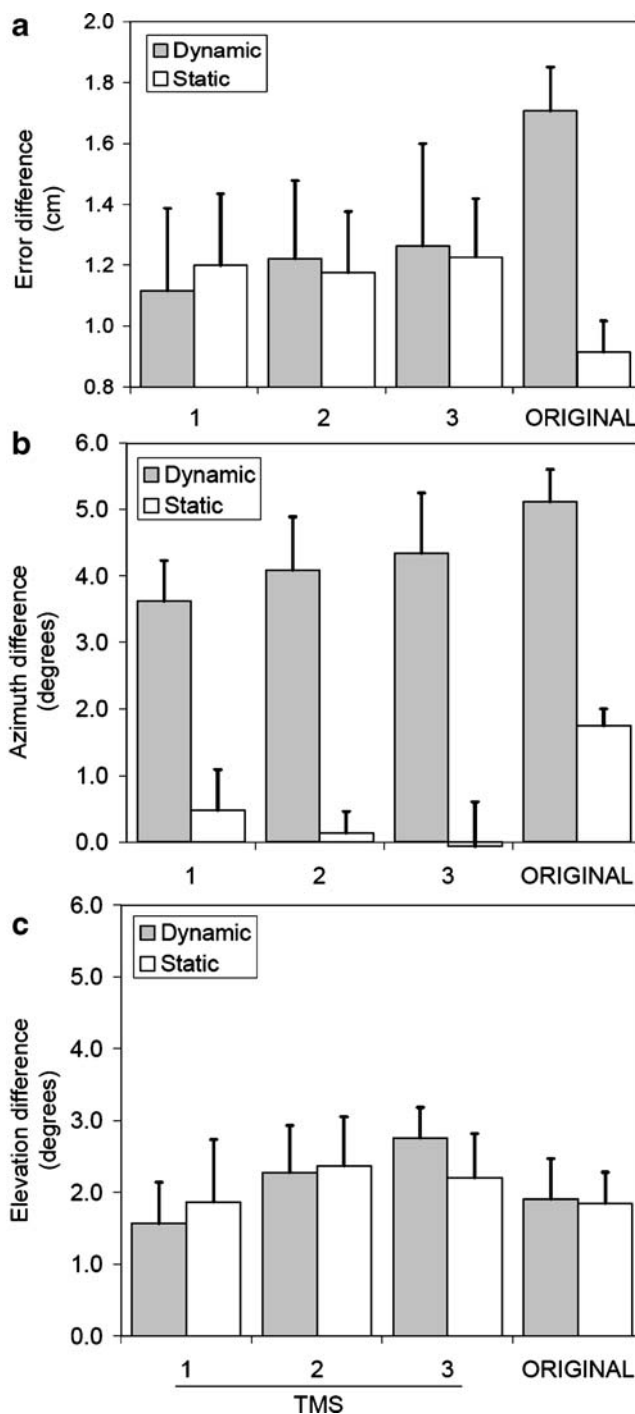 a
2.0
Dynamic
Static
1.8
1.6
1.4
1.2
1.0
0.8
Error difference
(cm)
1 2 3 ORIGINAL
b
6.0
Dynamic
Static
5.0
4.0
3.0
2.0
1.0
0.0
Azimuth difference
(degrees)
1 2 3 ORIGINAL
c
6.0
Dynamic
Static
5.0
4.0
3.0
2.0
1.0
0.0
Elevation difference
(degrees)
1 2 3 ORIGINAL
TMS